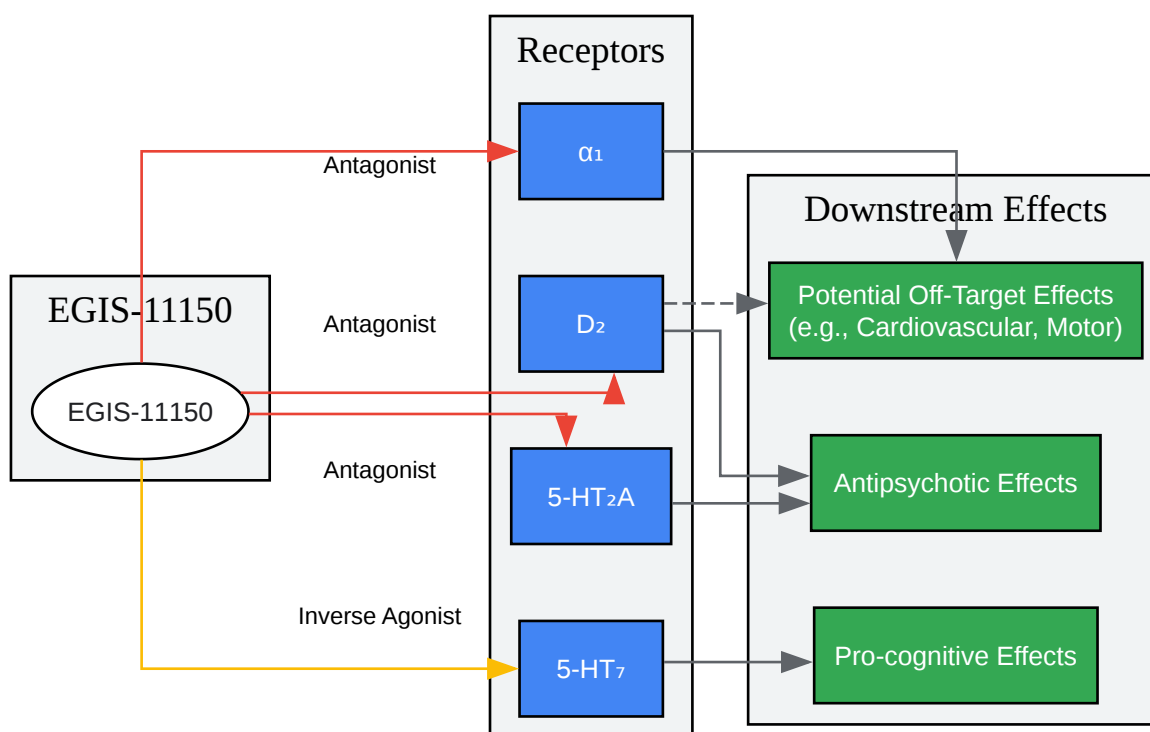 Receptors
α₁
Antagonist
Downstream Effects
EGIS-11150
Antagonist
D₂
Potential Off-Target Effects
(e.g., Cardiovascular, Motor)
EGIS-11150
Antagonist
5-HT₂A
Antipsychotic Effects
Inverse Agonist
5-HT₇
Pro-cognitive Effects